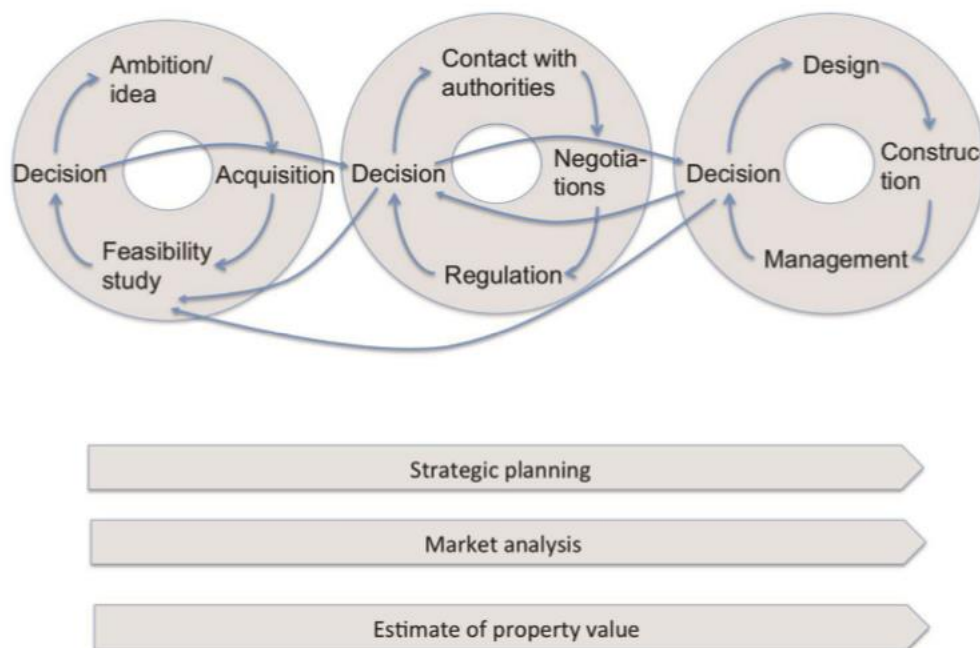 Ambition/
idea
Decision
Acquisition
Feasibility
study
Contact with
authorities
Decision
Negotia-
tions
Regulation
Design
Decision
Construc
tion
Management
Strategic planning
Market analysis
Estimate of property value